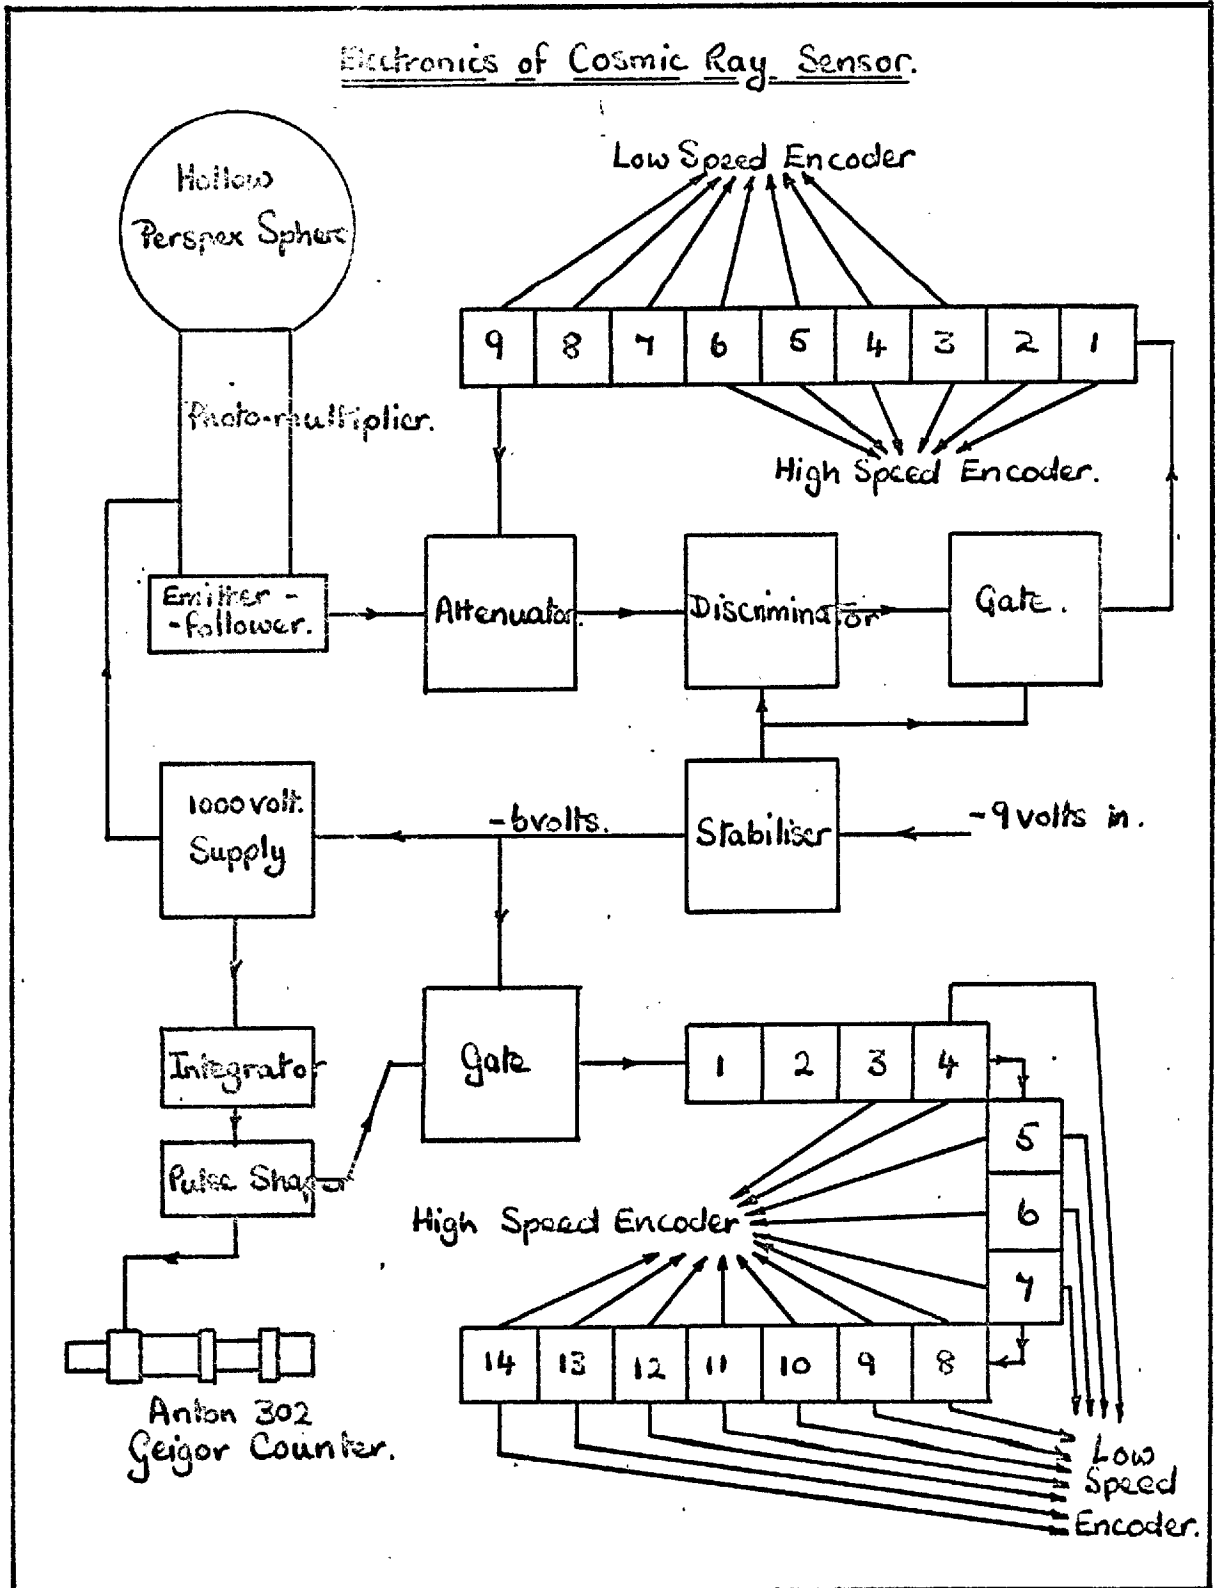 Electronics of Cosmic Ray Sensor.
Hollow
Perspex Sphere
Low Speed Encoder
9 8 7 6 5 4 3 2 1
Photo-multiplier.
High Speed Encoder.
Emitter -
- follower.
Attenuator.
Discriminator
Gate.
1000 volt.
Supply
-6volts.
Stabiliser
-9 volts in.
Integrator
Gate
1 2 3 4
5
Pulse Shaper
6
High Speed Encoder
7
14 13 12 11 10 9 8
Anton 302
Geigor Counter.
Low
Speed
Encoder.